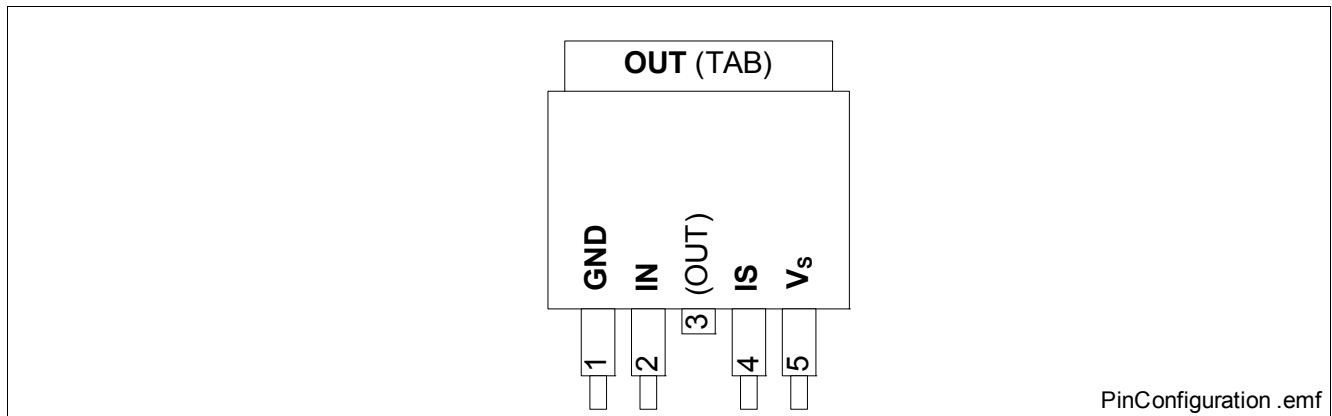 OUT (TAB)
GND
IN
(OUT)
IS
Vs
1
2
3
4
5
PinConfiguration .emf